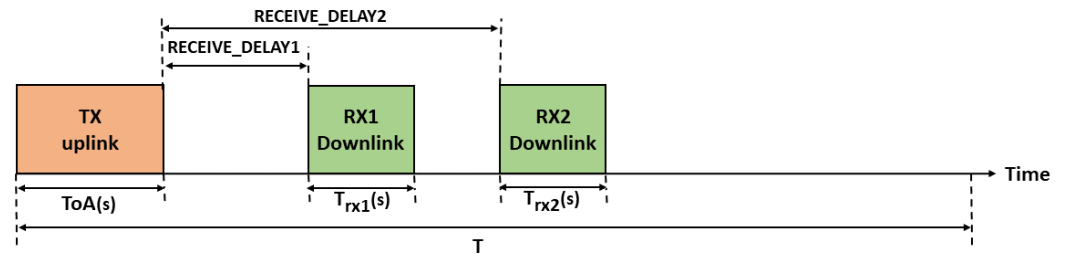 RECEIVE_DELAY2
RECEIVE_DELAY1
TX
uplink
RX1
Downlink
RX2
Downlink
Time
ToA(s)
Trx1(s)
Trx2(s)
T